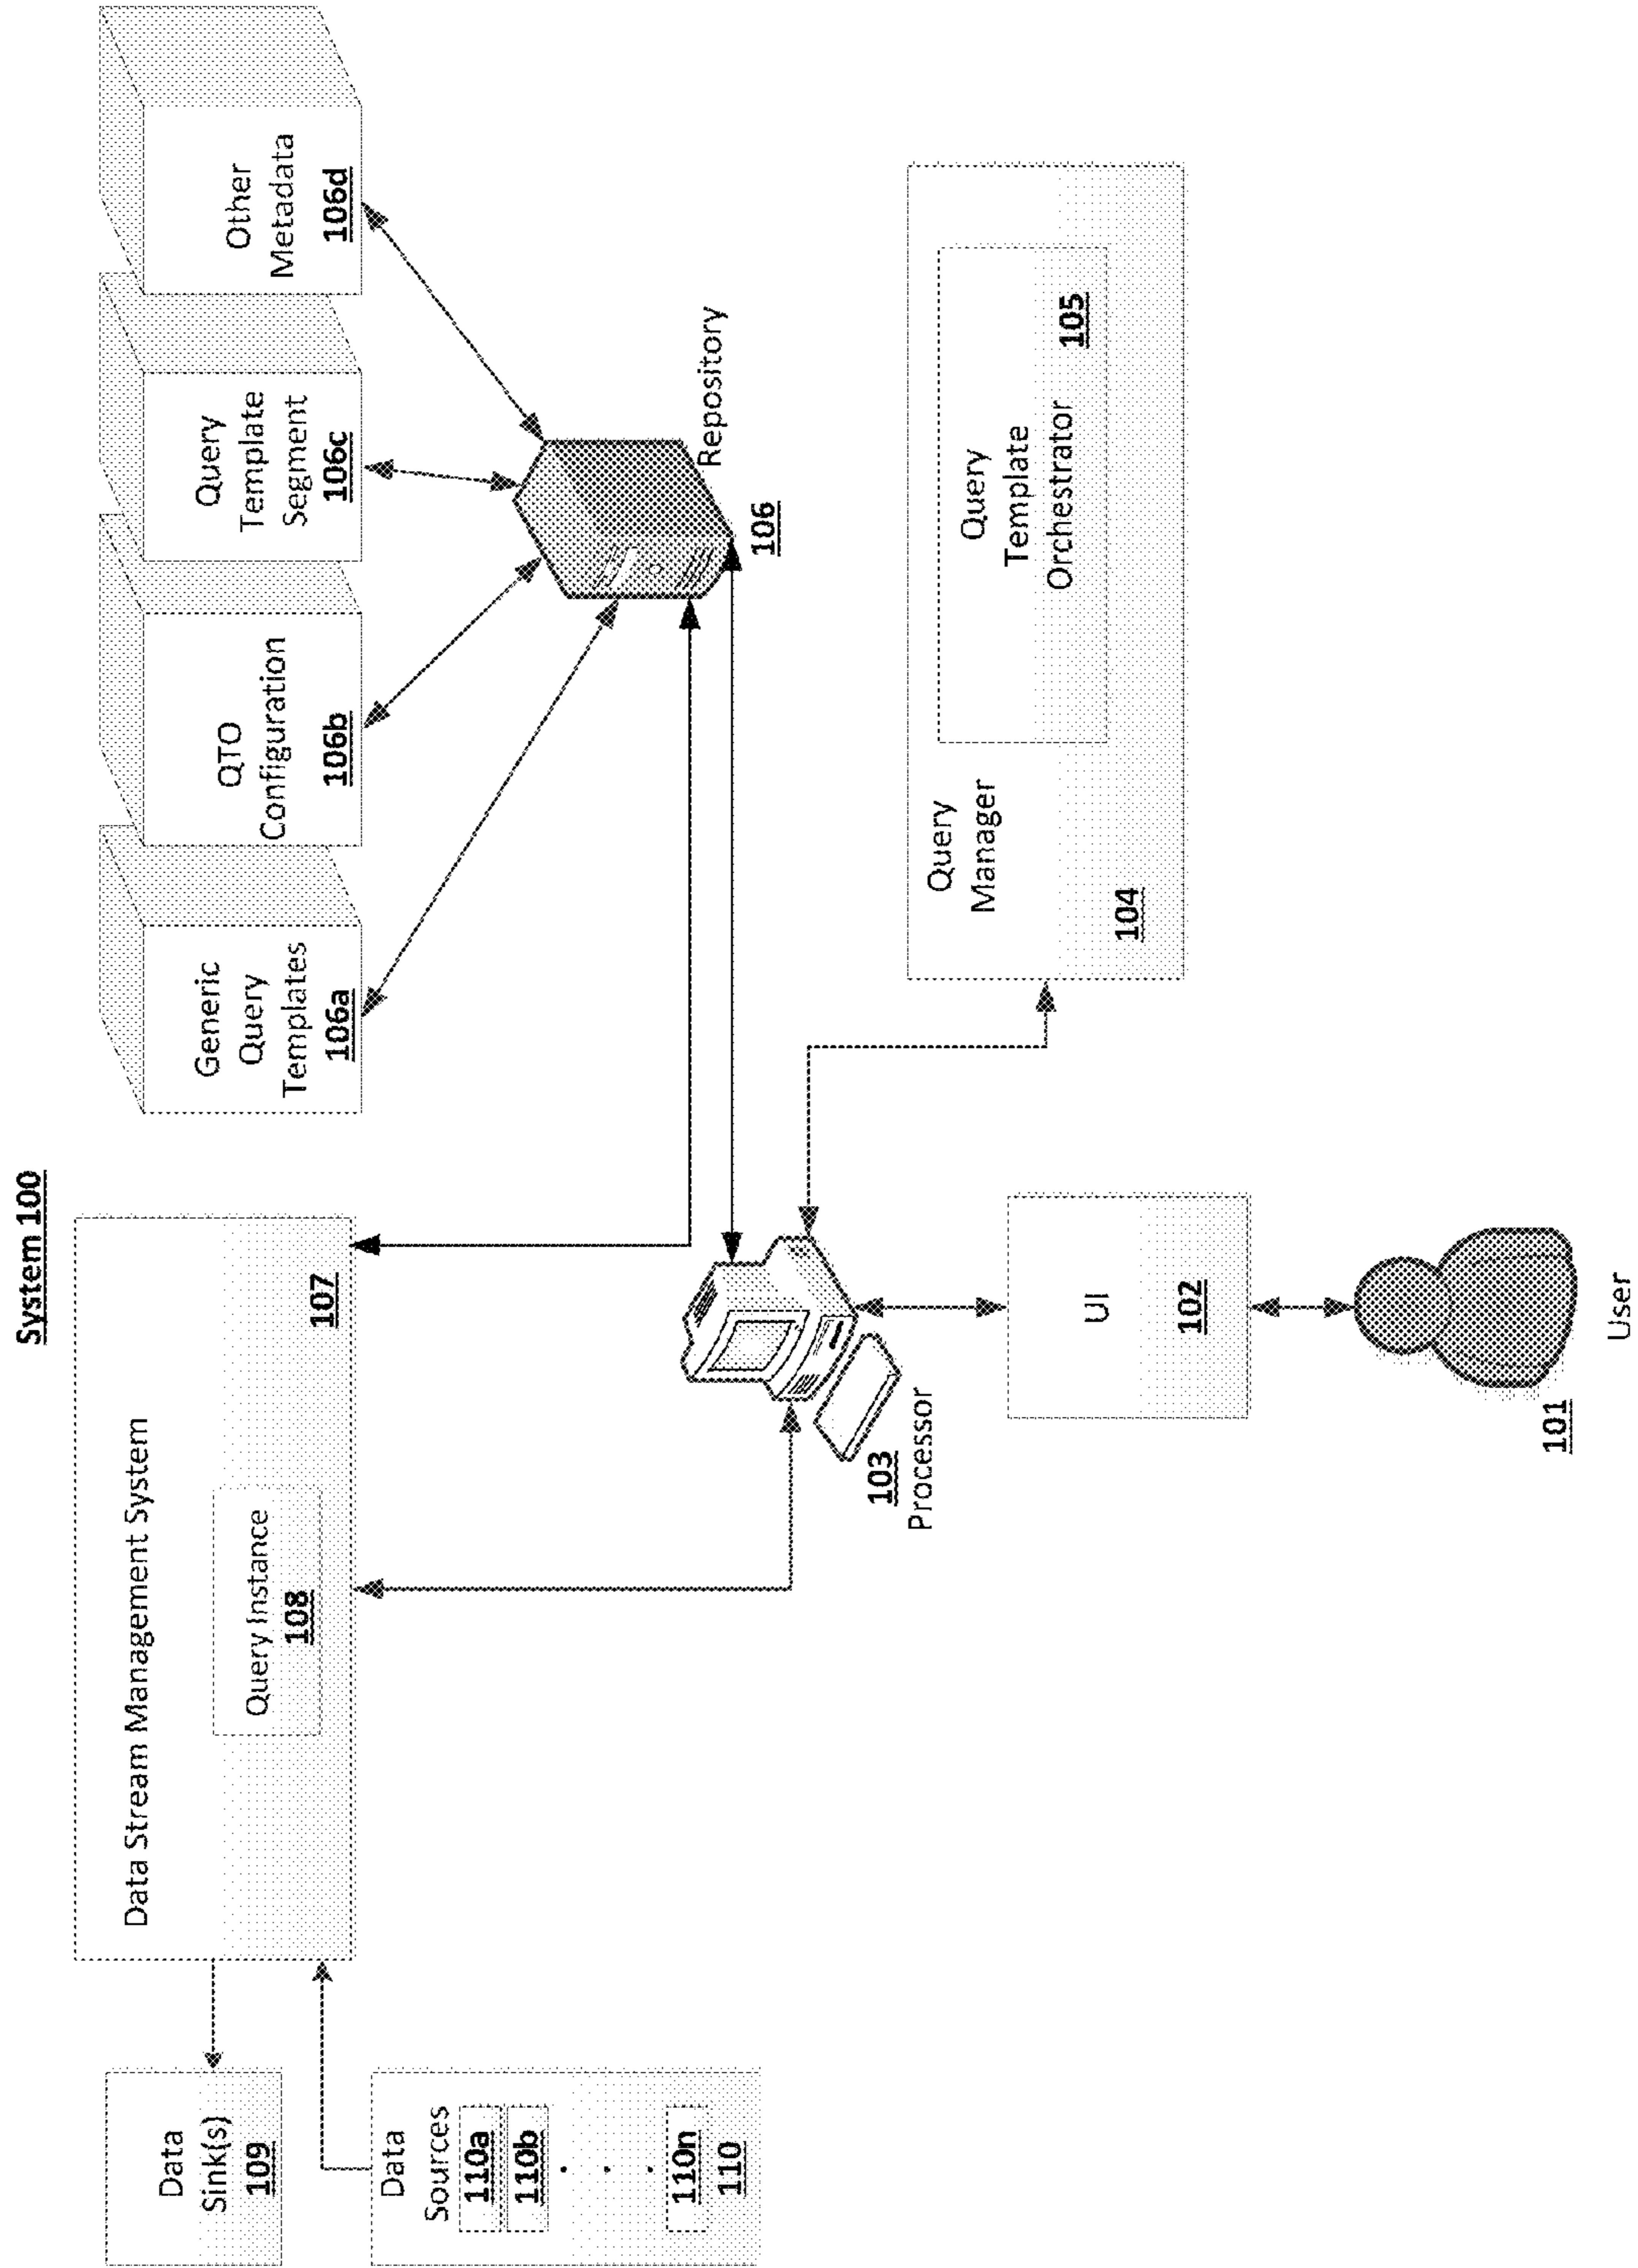 System 100
Data
Sink(s)
109
Data
Sources
110a
110b
.
.
.
110n
110
Data Stream Management System
107
Query Instance
108
Generic
Query
Templates
106a
QTO
Configuration
106b
Query
Template
Segment
106c
Other
Metadata
106d
Repository
106
103
Processor
Query
Manager
104
Query
Template
Orchestrator
105
UI
102
101
User